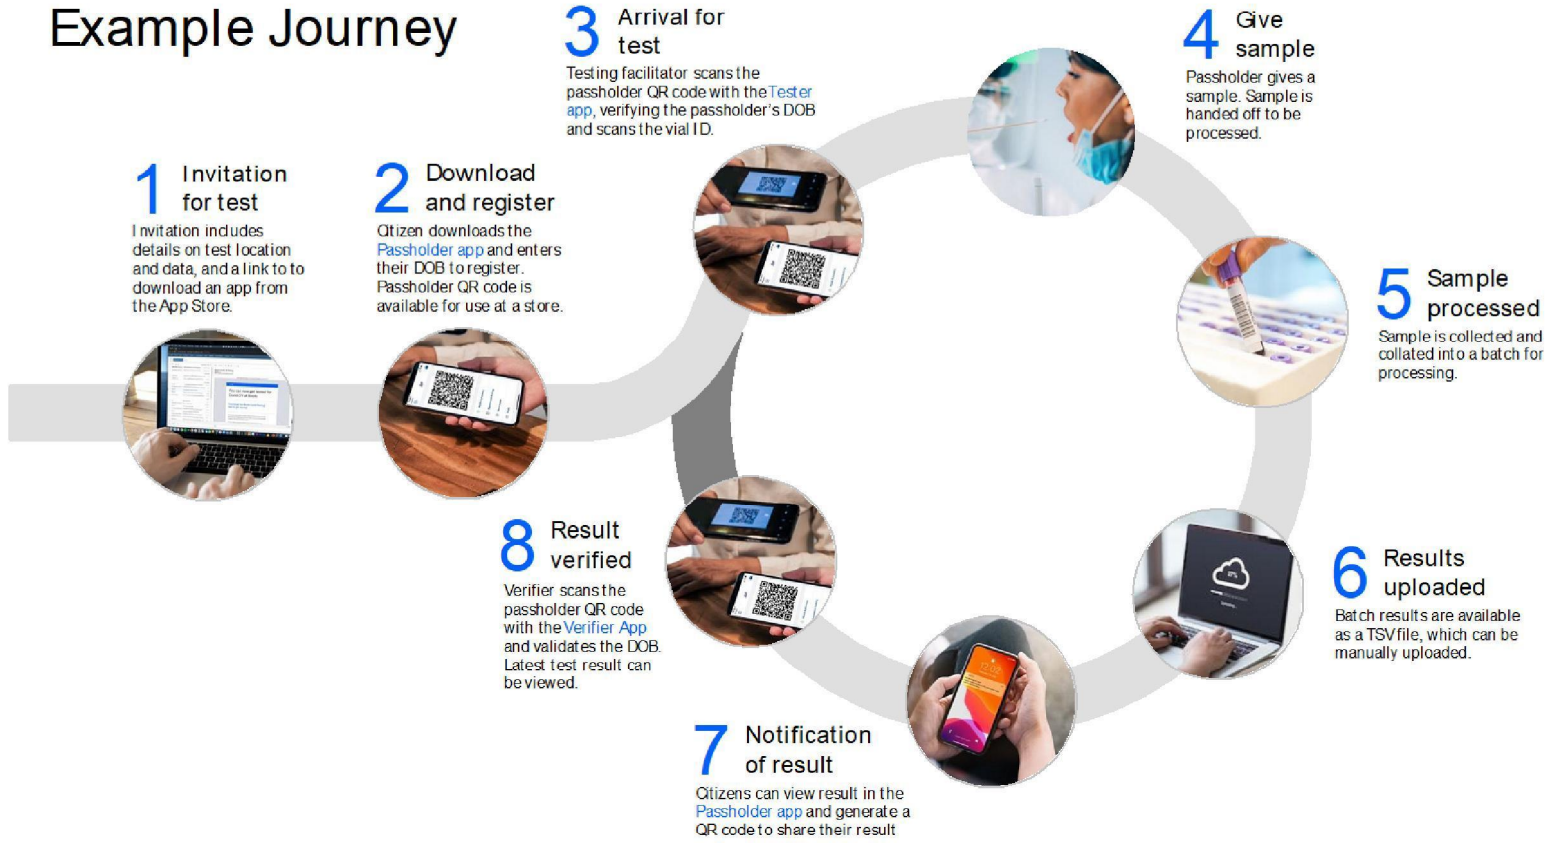 Example Journey
1 Invitation
for test
Invitation includes
details on test location
and data, and a link to to
download an app from
the App Store.
2 Download
and register
Citizen downloads the
Passholder app and enters
their DOB to register.
Passholder QR code is
available for use at a store.
3 Arrival for
test
Testing facilitator scans the
passholder QR code with the Tester
app, verifying the passholder's DOB
and scans the vial ID.
4 Give
sample
Passholder gives a
sample. Sample is
handed off to be
processed.
5 Sample
processed
Sample is collected and
collated into a batch for
processing.
6 Results
uploaded
Batch results are available
as a TSV file, which can be
manually uploaded.
7 Notification
of result
Citizens can view result in the
Passholder app and generate a
QR code to share their result
8 Result
verified
Verifier scans the
passholder QR code
with the Verifier App
and validates the DOB.
Latest test result can
be viewed.